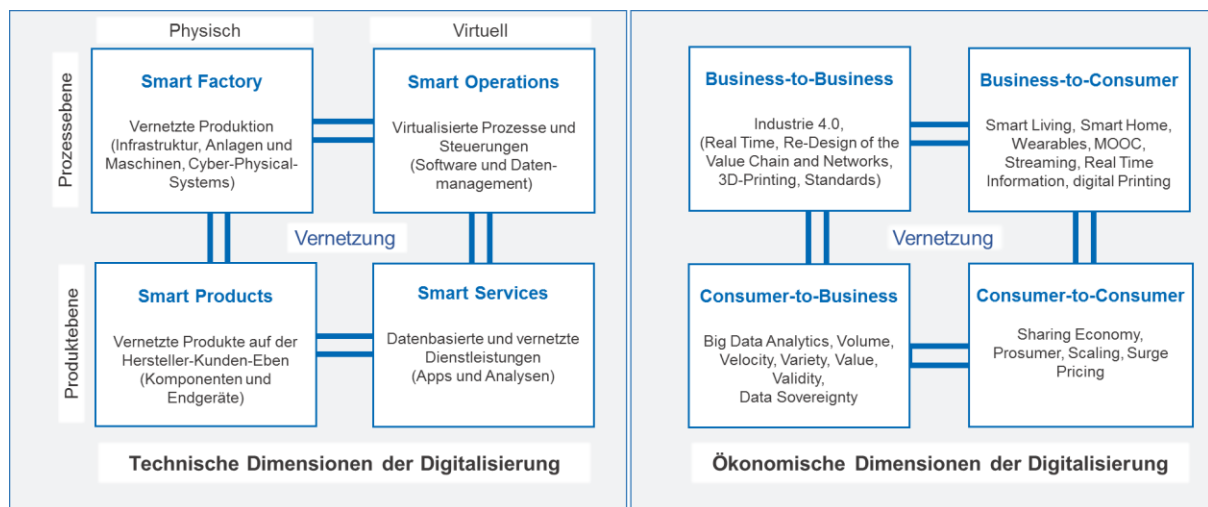 Physisch
Virtuell
Prozessebene
Smart Factory
Vernetzte Produktion
(Infrastruktur, Anlagen und
Maschinen, Cyber-Physical-
Systems)
Smart Operations
Virtualisierte Prozesse und
Steuerungen
(Software und Daten-
management)
Vernetzung
Produktebene
Smart Products
Vernetzte Produkte auf der
Hersteller-Kunden-Eben
(Komponenten und
Endgeräte)
Smart Services
Datenbasierte und vernetzte
Dienstleistungen
(Apps und Analysen)
Technische Dimensionen der Digitalisierung
Business-to-Business
Industrie 4.0,
(Real Time, Re-Design of the
Value Chain and Networks,
3D-Printing, Standards)
Business-to-Consumer
Smart Living, Smart Home,
Wearables, MOOC,
Streaming, Real Time
Information, digital Printing
Vernetzung
Consumer-to-Business
Big Data Analytics, Volume,
Velocity, Variety, Value,
Validity,
Data Sovereignty
Consumer-to-Consumer
Sharing Economy,
Prosumer, Scaling, Surge
Pricing
Ökonomische Dimensionen der Digitalisierung